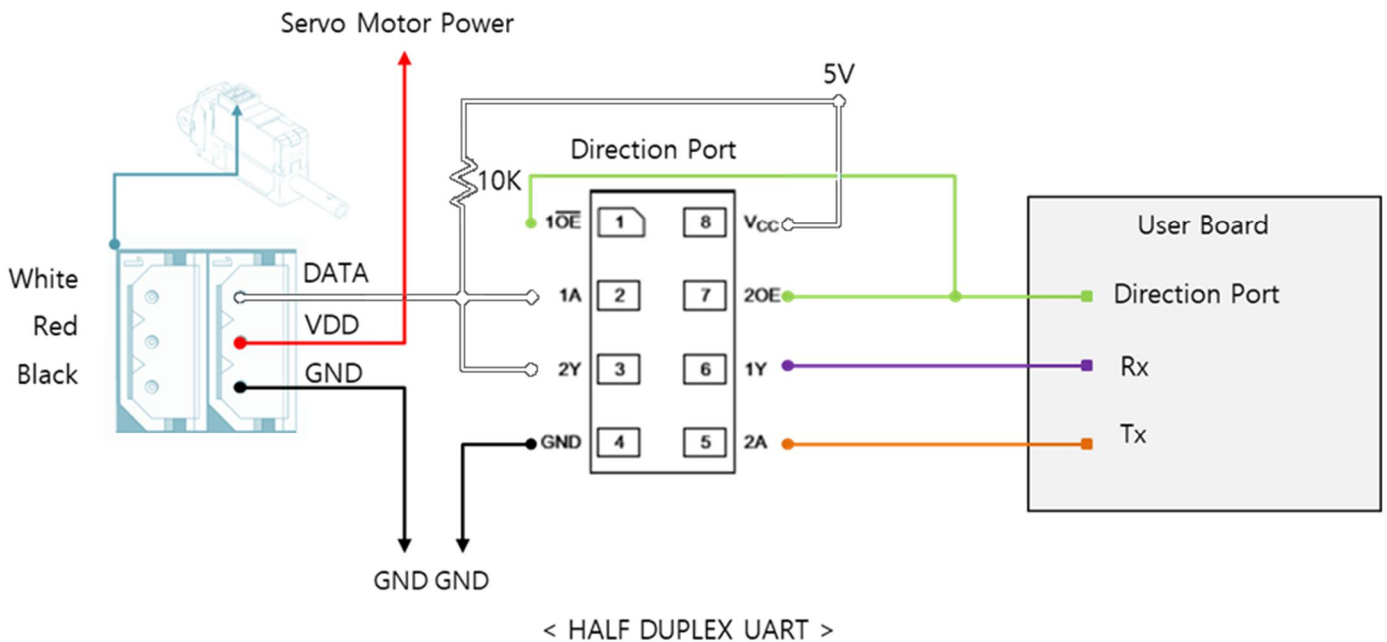 Servo Motor Power
5V
Direction Port
10K
1O̅E̅
1
8
VCC
User Board
White
DATA
1A
2
7
2OE
Direction Port
Red
VDD
Black
GND
2Y
3
6
1Y
Rx
GND
4
5
2A
Tx
GND GND
< HALF DUPLEX UART >